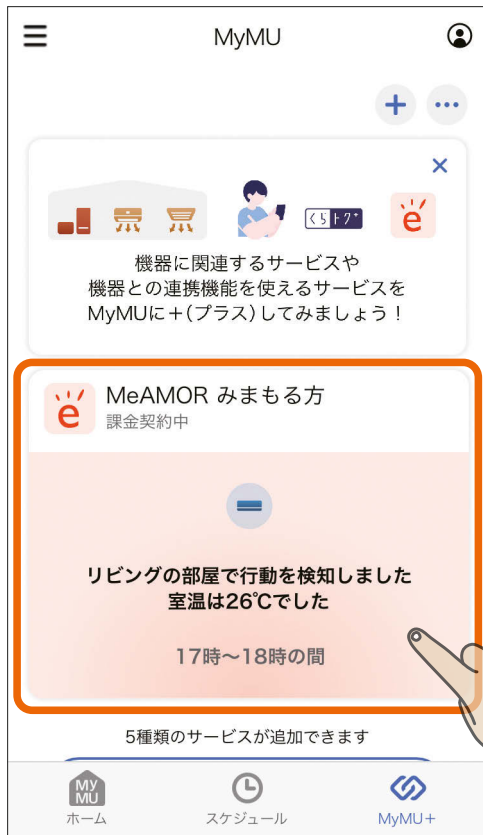 MyMU
くらトク+
e
機器に関連するサービスや
機器との連携機能を使えるサービスを
MyMUに+(プラス)してみましょう！
e
MeAMOR みまもる方
課金契約中
リビングの部屋で行動を検知しました
室温は26℃でした
17時～18時の間
5種類のサービスが追加できます
MY
MU
ホーム
スケジュール
MyMU+